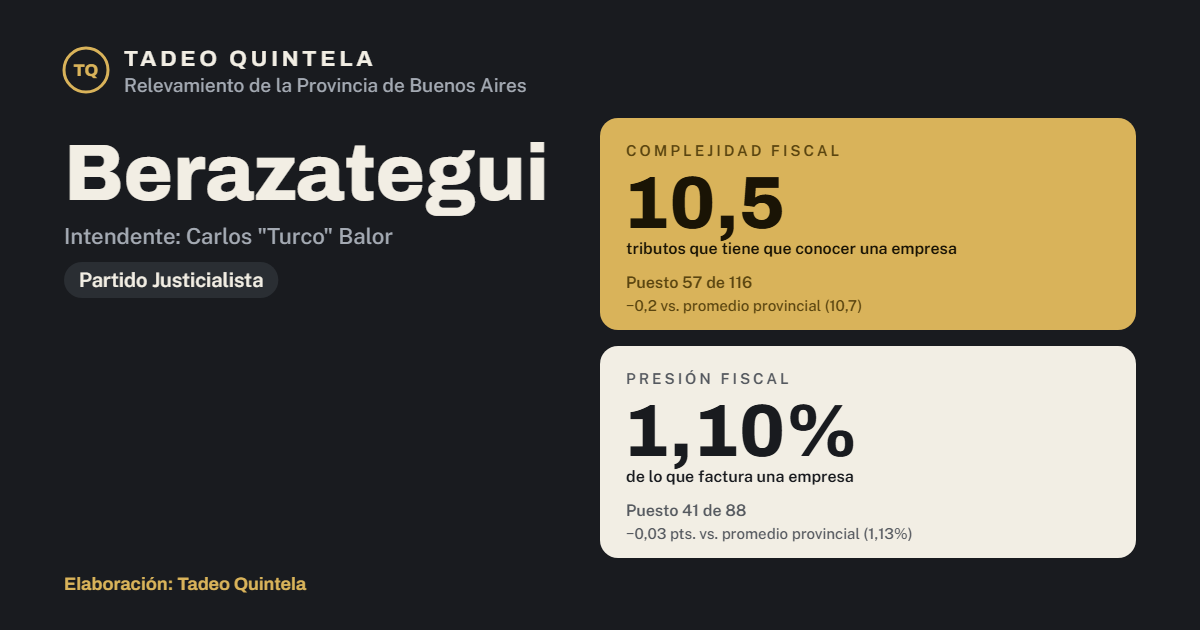 TQ
TADEO QUINTELA
Relevamiento de la Provincia de Buenos Aires
Berazategui
Intendente: Carlos "Turco" Balor
Partido Justicialista
COMPLEJIDAD FISCAL
10,5
tributos que tiene que conocer una empresa
Puesto 57 de 116
−0,2 vs. promedio provincial (10,7)
PRESIÓN FISCAL
1,10%
de lo que factura una empresa
Puesto 41 de 88
−0,03 pts. vs. promedio provincial (1,13%)
Elaboración: Tadeo Quintela